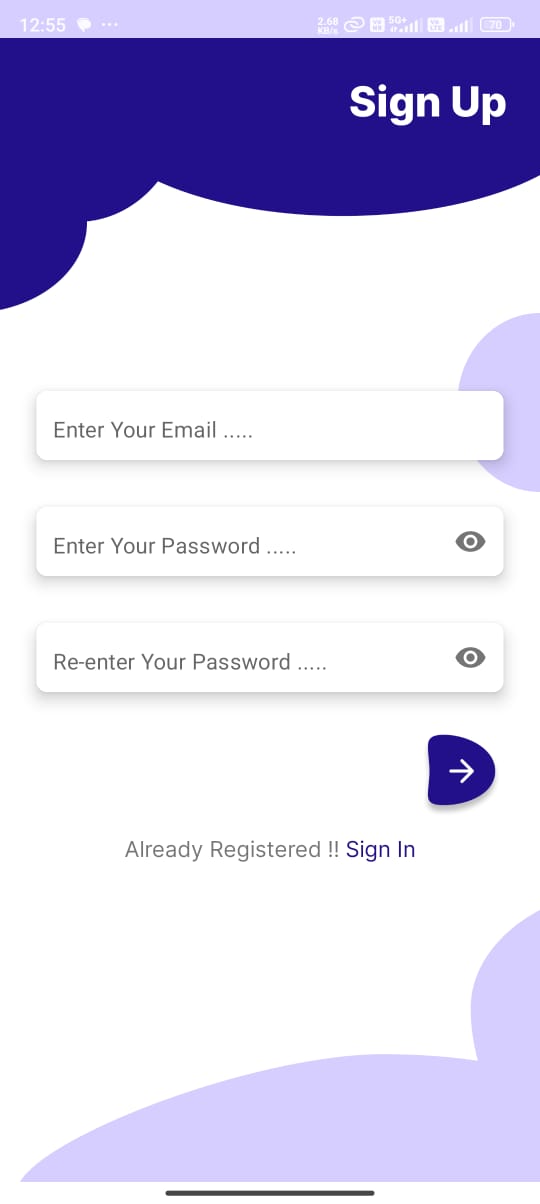 12:55 ... 2.68 KB/s 5G+ 70
Sign Up
Enter Your Email .....
Enter Your Password .....
Re-enter Your Password .....
Already Registered !! Sign In